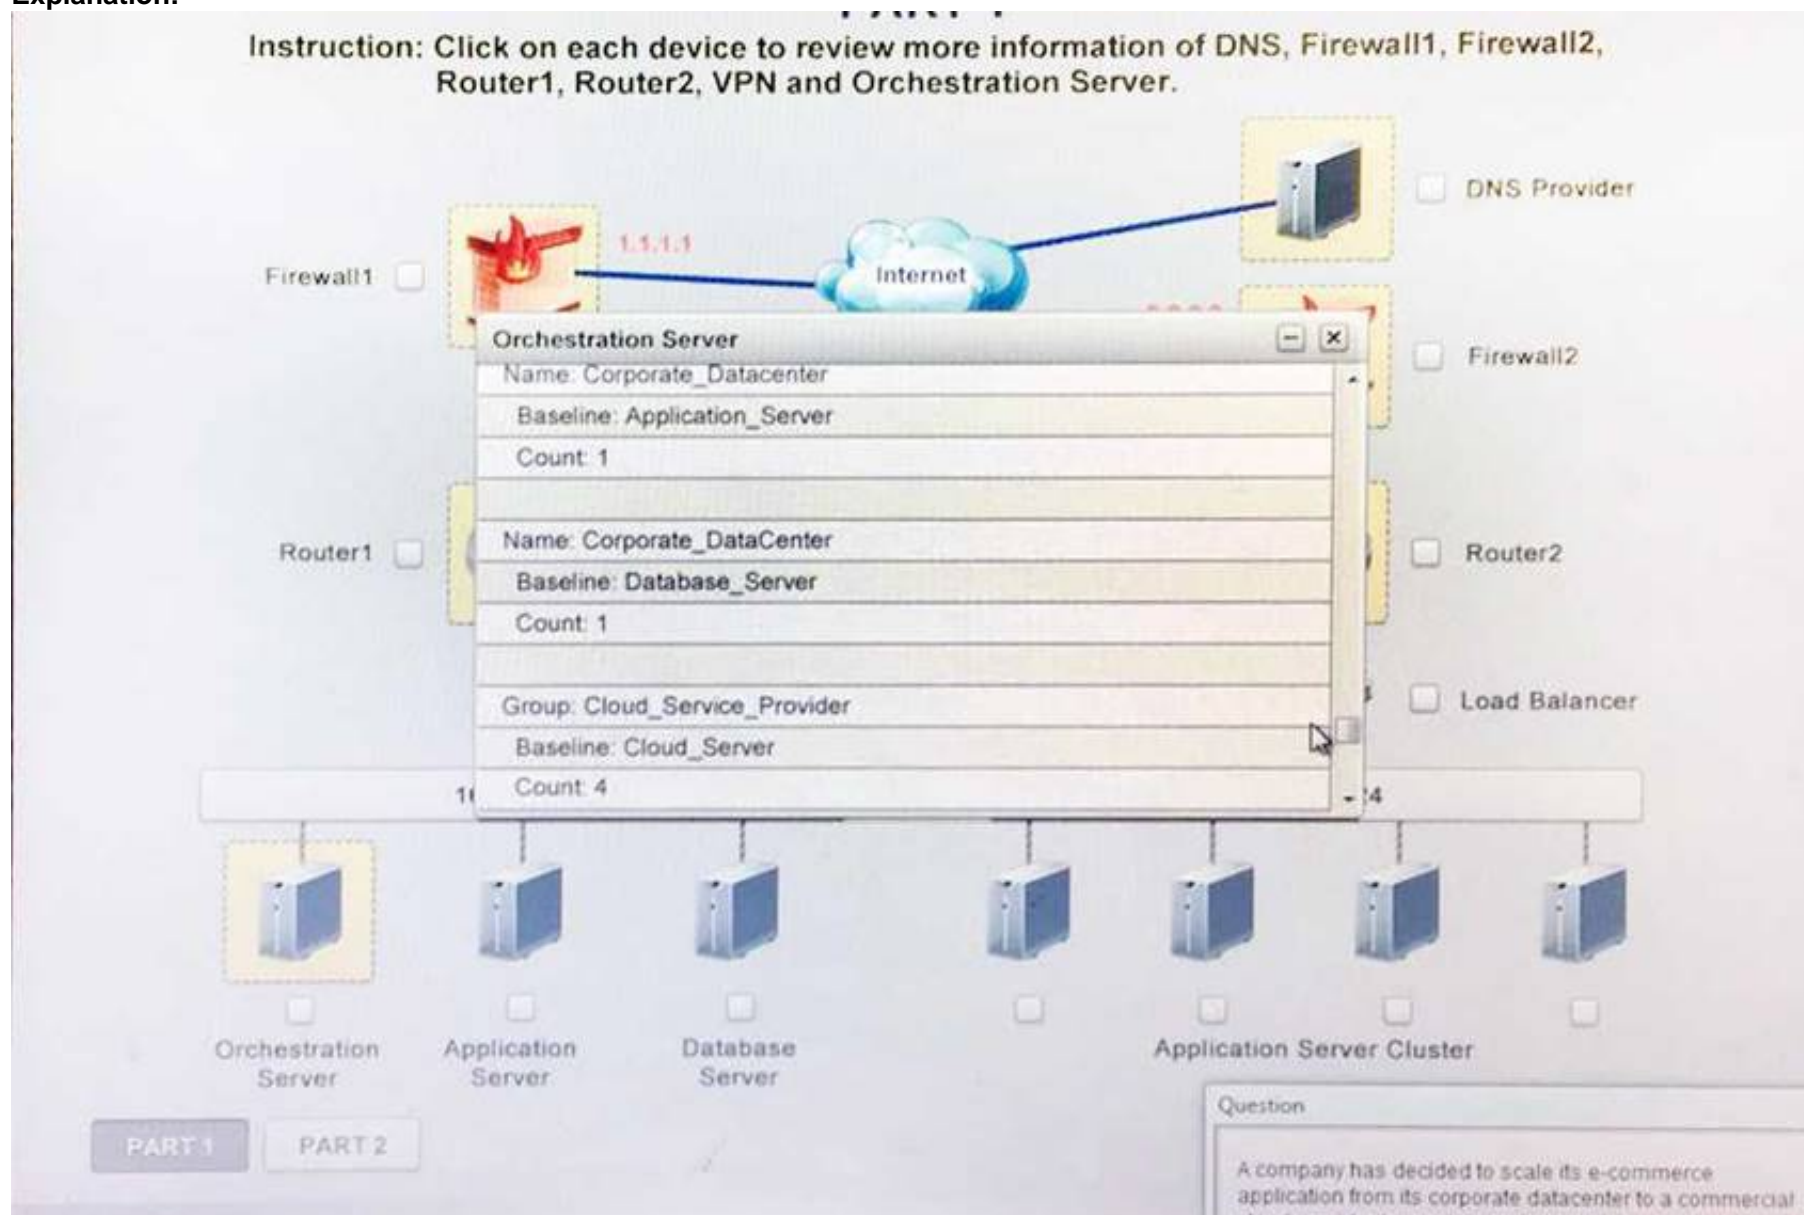 Explanation:
Instruction: Click on each device to review more information of DNS, Firewall1, Firewall2,
Router1, Router2, VPN and Orchestration Server.
DNS Provider
1.1.1.1
Firewall1
Internet
Orchestration Server
Firewall2
Name: Corporate_Datacenter
Baseline: Application_Server
Count: 1
Name: Corporate_DataCenter
Router1
Router2
Baseline: Database_Server
Count: 1
Group: Cloud_Service_Provider
Load Balancer
Baseline: Cloud_Server
Count: 4
Orchestration
Server
Application
Server
Database
Server
Application Server Cluster
Question
PART 1
PART 2
A company has decided to scale its e-commerce
application from its corporate datacenter to a commercial